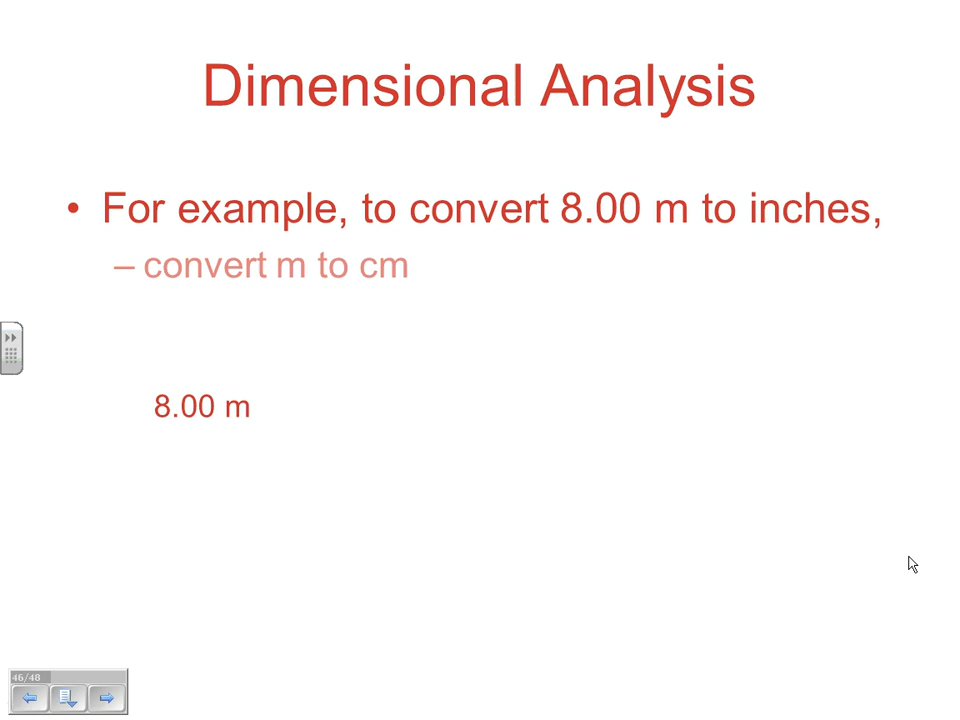 Dimensional Analysis
• For example, to convert 8.00 m to inches,
– convert m to cm
8.00 m
46/48